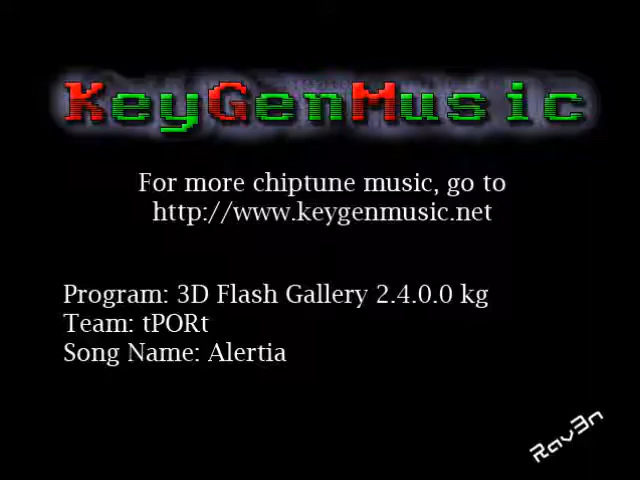 KeyGenMusic
For more chiptune music, go to
http://www.keygenmusic.net
Program: 3D Flash Gallery 2.4.0.0 kg
Team: tPORt
Song Name: Alertia
Rav3n